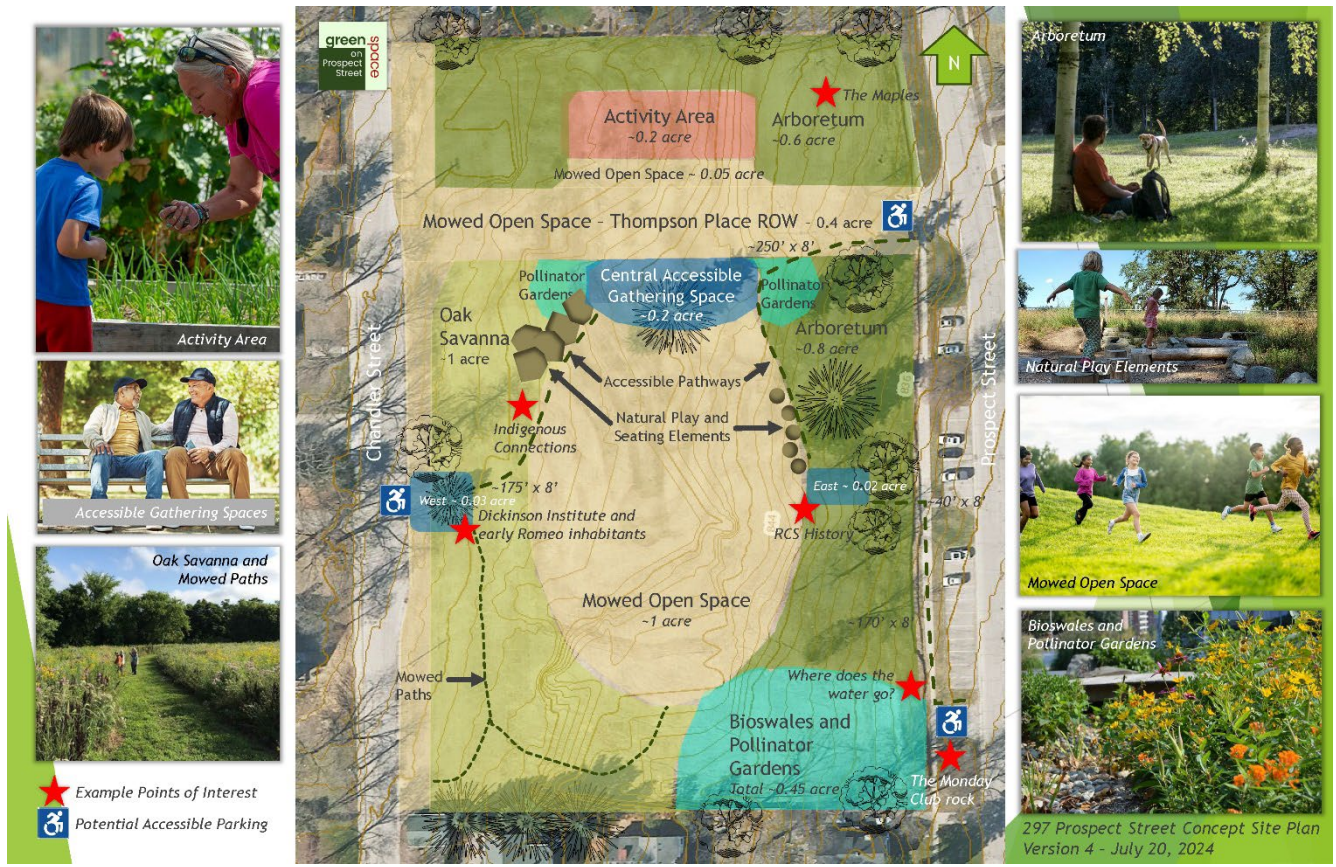 green
on
Prospect
Street
space
N
Activity Area
~0.2 acre
The Maples
Arboretum
~0.6 acre
Mowed Open Space ~ 0.05 acre
Mowed Open Space – Thompson Place ROW - 0.4 acre
~250' x 8'
Pollinator
Gardens
Central Accessible
Gathering Space
~0.2 acre
Pollinator
Gardens
Oak
Savanna
~1 acre
Arboretum
~0.8 acre
Chandler Street
Prospect Street
Accessible Pathways
Natural Play and
Seating Elements
Indigenous
Connections
~175' x 8'
West ~ 0.03 acre
East ~ 0.02 acre
~40' x 8'
Dickinson Institute and
early Romeo inhabitants
RCS History
Mowed Open Space
~1 acre
~170' x 8'
Mowed
Paths
Where does the
water go?
Bioswales and
Pollinator
Gardens
Total ~0.45 acre
The Monday
Club rock
Activity Area
Accessible Gathering Spaces
Oak Savanna and
Mowed Paths
Example Points of Interest
Potential Accessible Parking
Arboretum
Natural Play Elements
Mowed Open Space
Bioswales and
Pollinator Gardens
297 Prospect Street Concept Site Plan
Version 4 - July 20, 2024